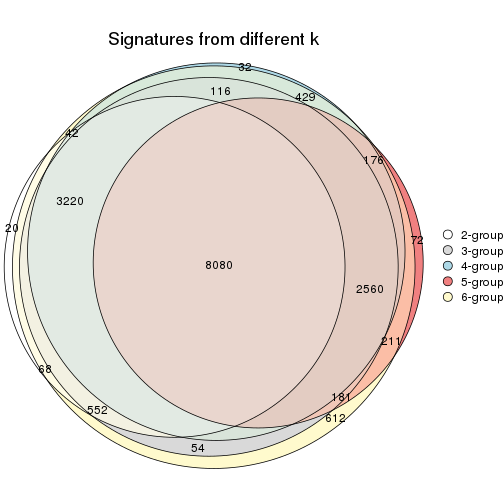 Signatures from different k
32
116
429
42
176
3220
20
72
2-group
3-group
4-group
5-group
6-group
8080
2560
211
68
181
552
612
54